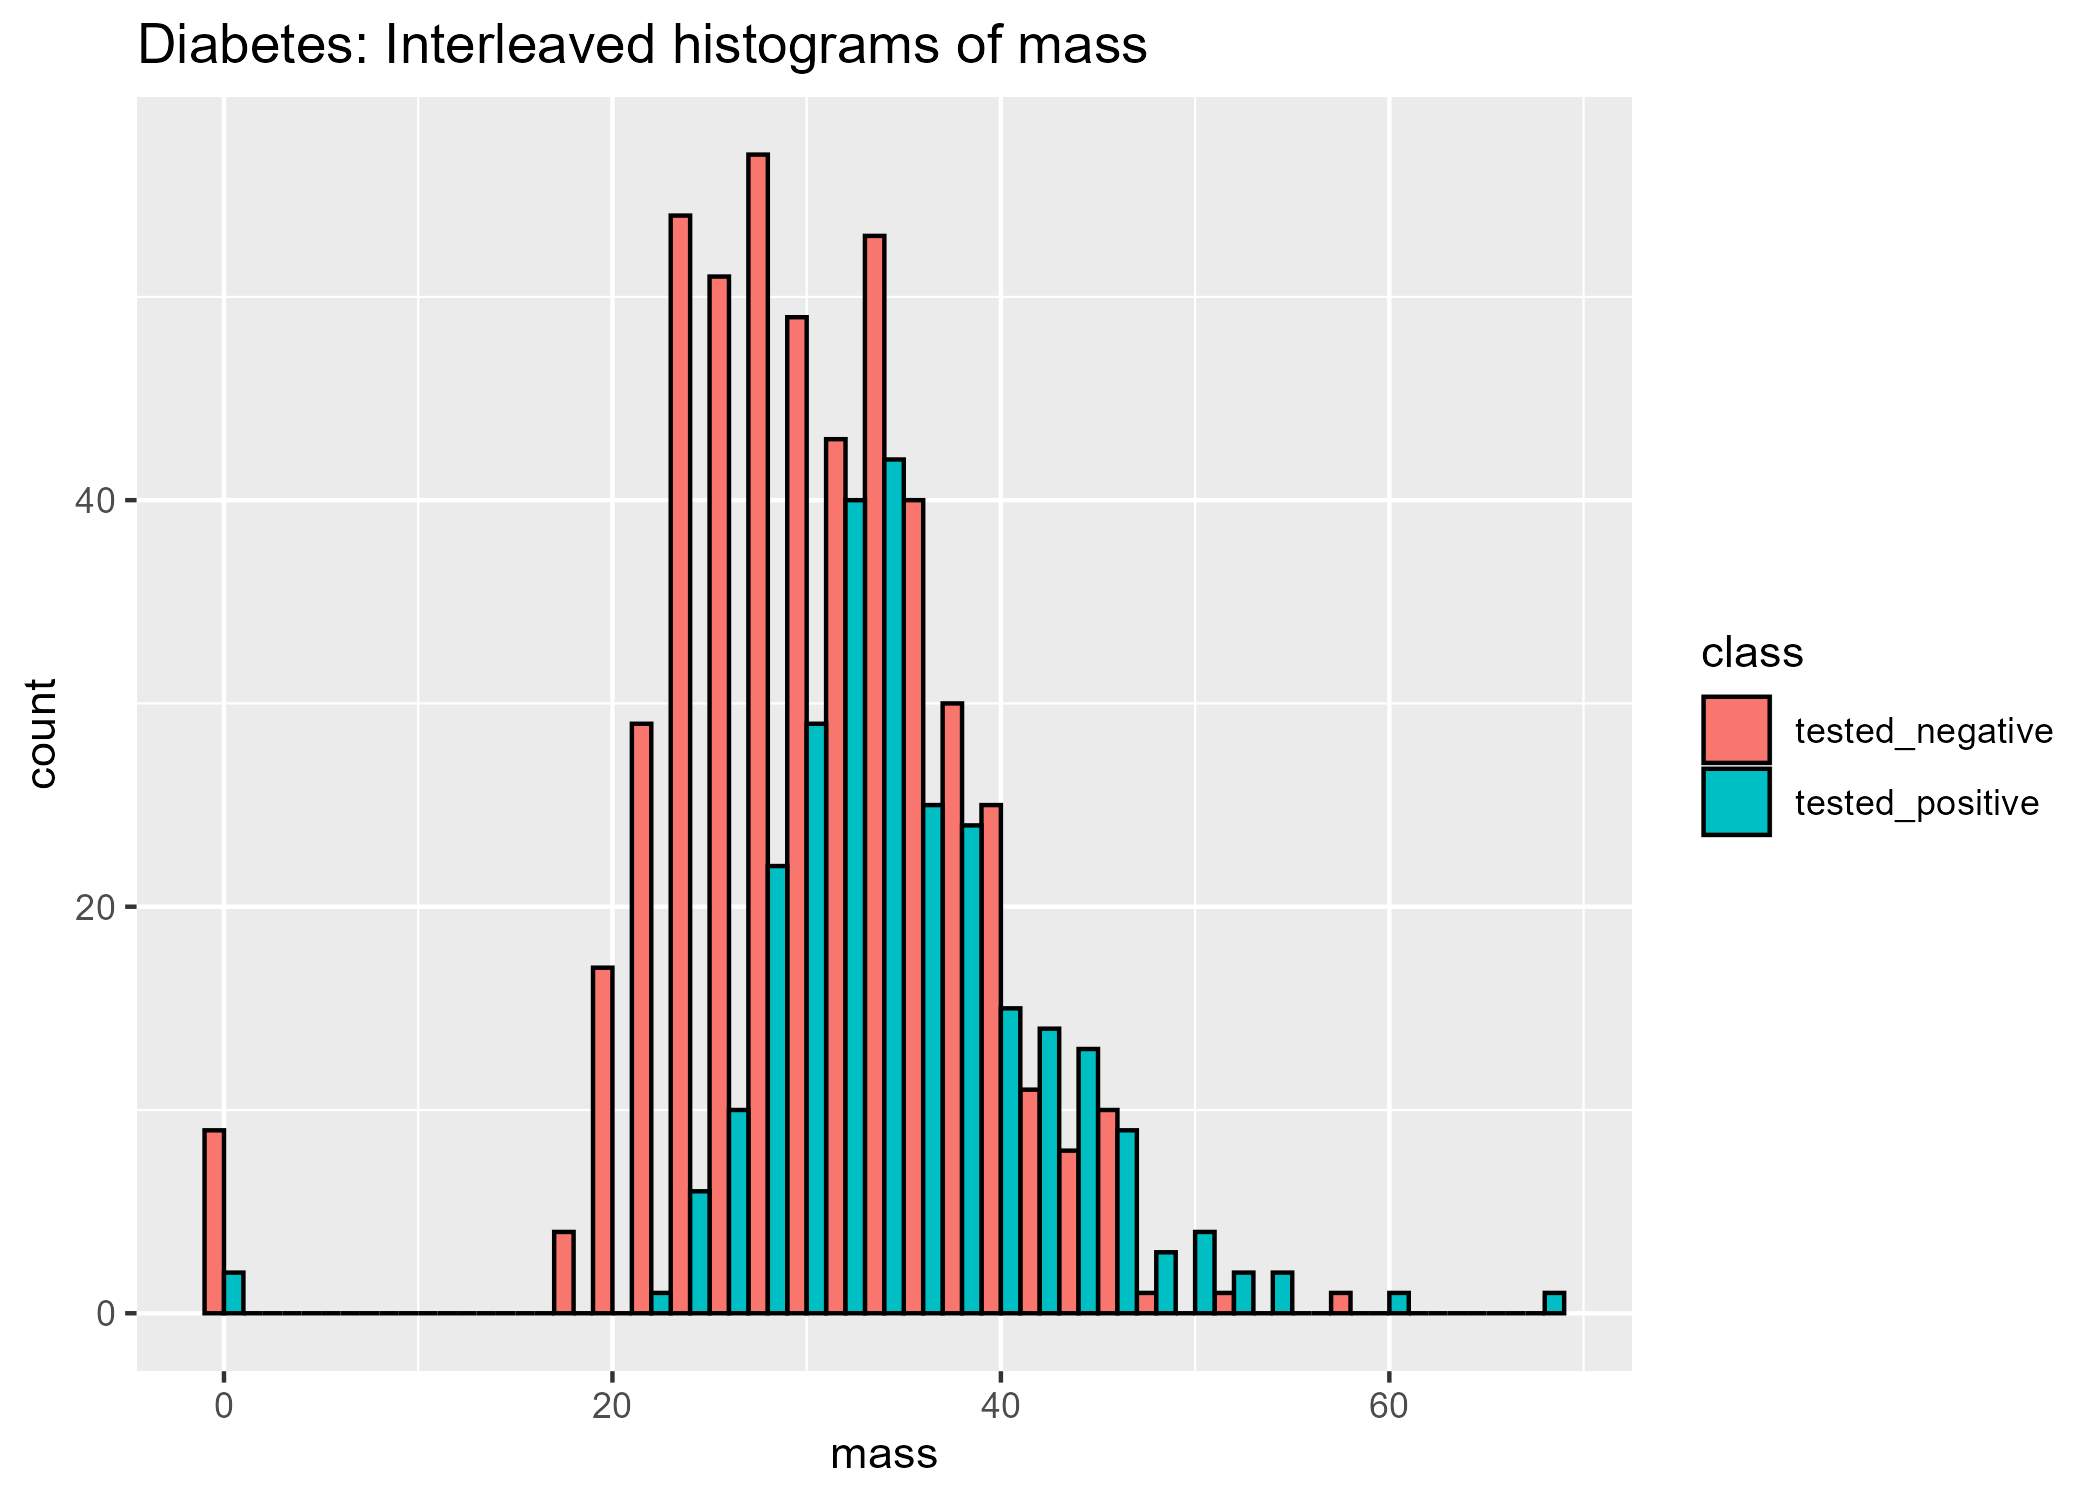 Diabetes: Interleaved histograms of mass
count
40
20
0
0 20 40 60
mass
class
tested_negative
tested_positive